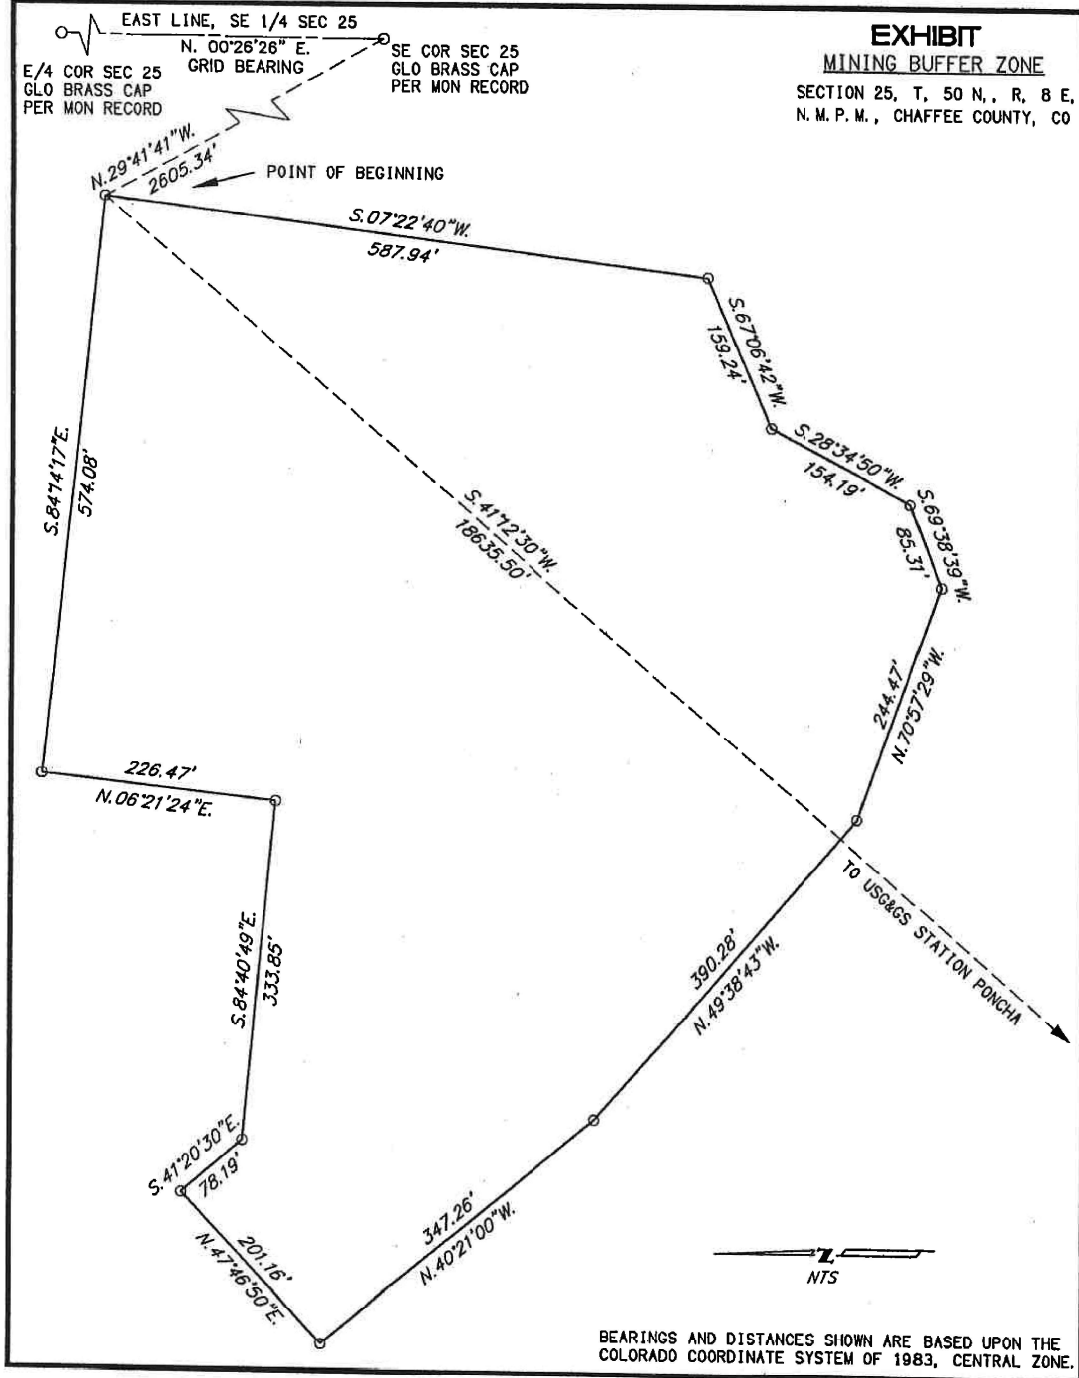 EAST LINE, SE 1/4 SEC 25
N. 00°26'26" E.
GRID BEARING
E/4 COR SEC 25
GLO BRASS CAP
PER MON RECORD
SE COR SEC 25
GLO BRASS CAP
PER MON RECORD
EXHIBIT
MINING BUFFER ZONE
SECTION 25, T, 50 N,, R, 8 E,
N. M. P. M., CHAFFEE COUNTY, CO
N.29°41'41"W.
2605.34'
POINT OF BEGINNING
S.07°22'40"W.
587.94'
S.67°06'42"W.
159.24'
S.28°34'50"W.
154.19'
S.69°38'39"W.
85.31'
S.84°14'17"E.
574.08'
S.41°12'30"W.
18635.50'
244.47'
N.70°57'29"W.
226.47'
N.06°21'24"E.
TO USG&GS STATION PONCHA
S.84°40'49"E.
333.85'
390.28'
N.49°38'43"W.
S.41°20'30"E.
78.19'
201.16'
N.47°46'50"E.
347.26'
N.40°21'00"W.
N
NTS
BEARINGS AND DISTANCES SHOWN ARE BASED UPON THE
COLORADO COORDINATE SYSTEM OF 1983, CENTRAL ZONE.